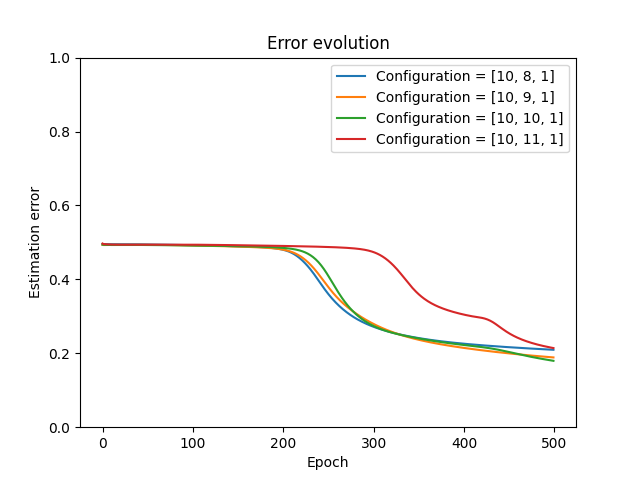 Error evolution
1.0
0.8
0.6
0.4
0.2
0.0
Estimation error
Configuration = [10, 8, 1]
Configuration = [10, 9, 1]
Configuration = [10, 10, 1]
Configuration = [10, 11, 1]
0 100 200 300 400 500
Epoch